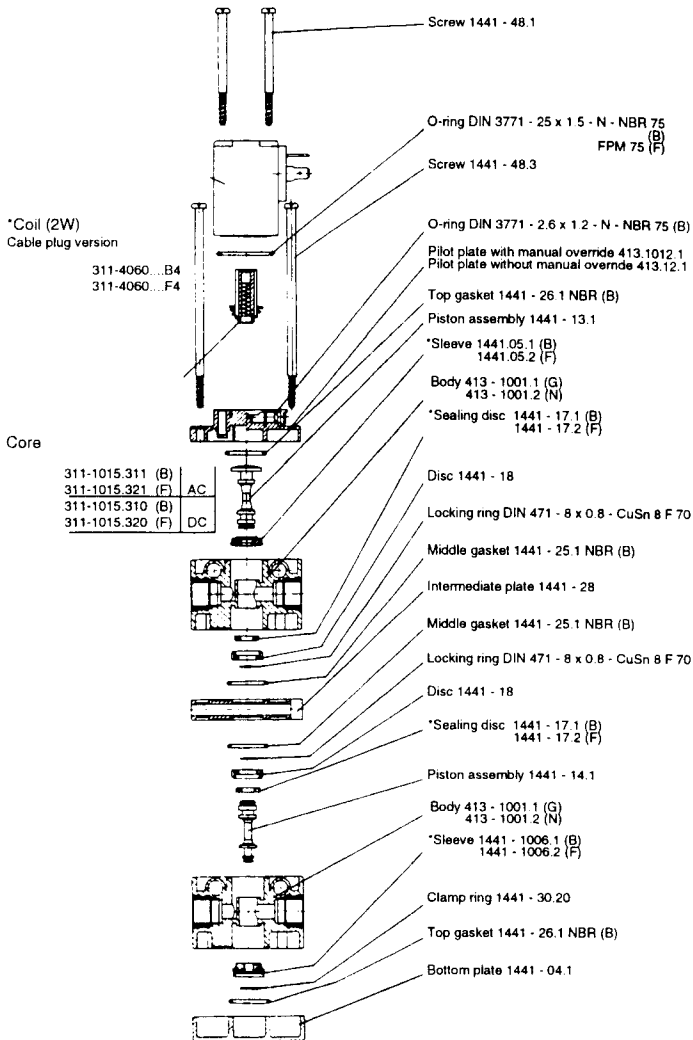 Screw 1441 - 48.1
O-ring DIN 3771 - 25 x 1.5 - N - NBR 75
(B)
FPM 75 (F)
Screw 1441 - 48.3
*Coil (2W)
Cable plug version
311-4060....B4
311-4060....F4
O-ring DIN 3771 - 2.6 x 1.2 - N - NBR 75 (B)
Pilot plate with manual override 413.1012.1
Pilot plate without manual override 413.12.1
Top gasket 1441 - 26.1 NBR (B)
Piston assembly 1441 - 13.1
*Sleeve 1441.05.1 (B)
1441.05.2 (F)
Body 413 - 1001.1 (G)
413 - 1001.2 (N)
*Sealing disc 1441 - 17.1 (B)
1441 - 17.2 (F)
Core
311-1015.311 (B)
311-1015.321 (F) AC
311-1015.310 (B)
311-1015.320 (F) DC
Disc 1441 - 18
Locking ring DIN 471 - 8 x 0.8 - CuSn 8 F 70
Middle gasket 1441 - 25.1 NBR (B)
Intermediate plate 1441 - 28
Middle gasket 1441 - 25.1 NBR (B)
Locking ring DIN 471 - 8 x 0.8 - CuSn 8 F 70
Disc 1441 - 18
*Sealing disc 1441 - 17.1 (B)
1441 - 17.2 (F)
Piston assembly 1441 - 14.1
Body 413 - 1001.1 (G)
413 - 1001.2 (N)
*Sleeve 1441 - 1006.1 (B)
1441 - 1006.2 (F)
Clamp ring 1441 - 30.20
Top gasket 1441 - 26.1 NBR (B)
Bottom plate 1441 - 04.1